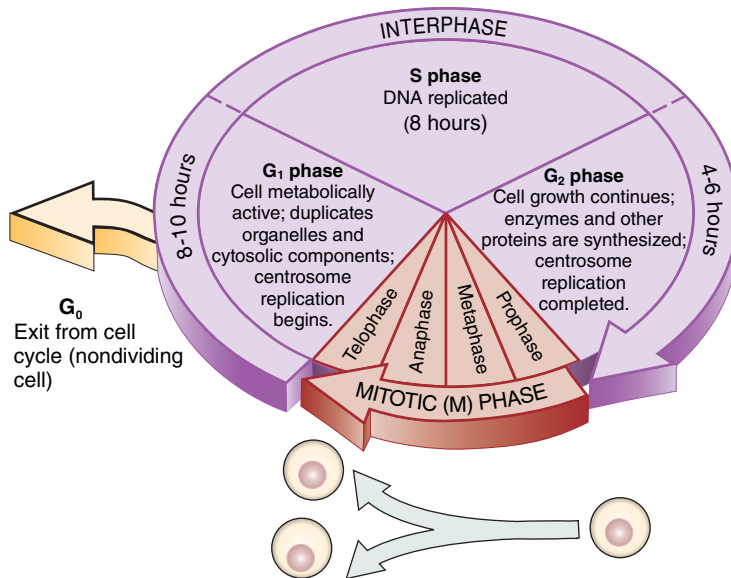 INTERPHASE
S phase
DNA replicated
(8 hours)
G₁ phase
Cell metabolically
active; duplicates
organelles and
cytosolic components;
centrosome
replication
begins.
8-10 hours
G₂ phase
Cell growth continues;
enzymes and other
proteins are synthesized;
centrosome
replication
completed.
4-6 hours
G₀
Exit from cell
cycle (nondividing
cell)
Telophase
Anaphase
Metaphase
Prophase
MITOTIC (M) PHASE